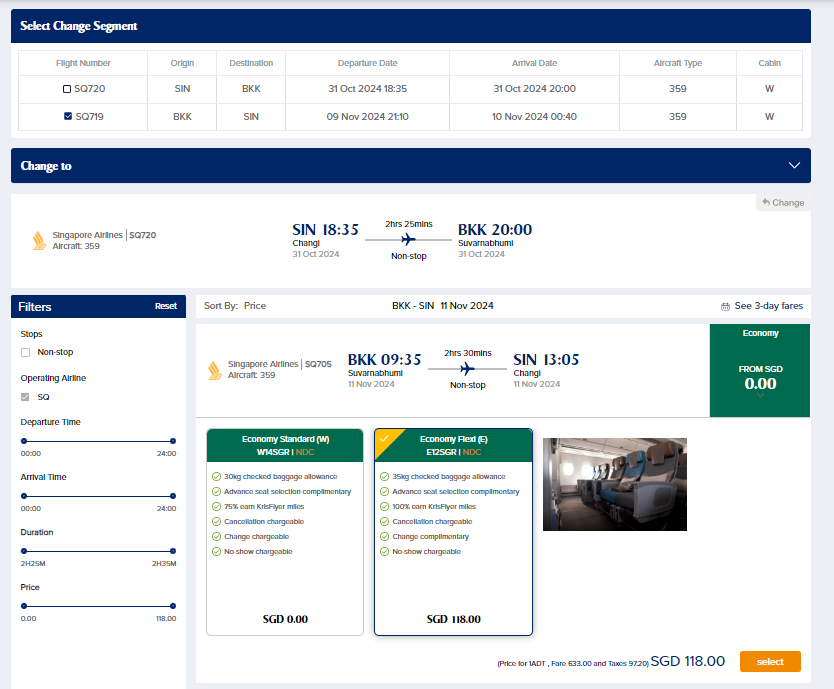 Select Change Segment
Flight Number Origin Destination Departure Date Arrival Date Aircraft Type Cabin
SQ720 SIN BKK 31 Oct 2024 18:35 31 Oct 2024 20:00 359 W
SQ719 BKK SIN 09 Nov 2024 21:10 10 Nov 2024 00:40 359 W
Change to
Change
Singapore Airlines | SQ720
Aircraft: 359
SIN 18:35
Changi
31 Oct 2024
2hrs 25mins
Non-stop
BKK 20:00
Suvarnabhumi
31 Oct 2024
Filters Reset
Stops
Non-stop
Operating Airline
SQ
Departure Time
00:00 24:00
Arrival Time
00:00 24:00
Duration
2H25M 2H35M
Price
0.00 118.00
Sort By: Price BKK - SIN 11 Nov 2024 See 3-day fares
Singapore Airlines | SQ705
Aircraft: 359
BKK 09:35
Suvarnabhumi
11 Nov 2024
2hrs 30mins
Non-stop
SIN 13:05
Changi
11 Nov 2024
Economy
FROM SGD
0.00
Economy Standard (W)
W14SGR | NDC
30kg checked baggage allowance
Advance seat selection complimentary
75% earn KrisFlyer miles
Cancellation chargeable
Change chargeable
No-show chargeable
SGD 0.00
Economy Flexi (E)
E12SGR | NDC
35kg checked baggage allowance
Advance seat selection complimentary
100% earn KrisFlyer miles
Cancellation chargeable
Change complimentary
No-show chargeable
SGD 118.00
(Price for 1ADT , Fare 633.00 and Taxes 97.20) SGD 118.00 select